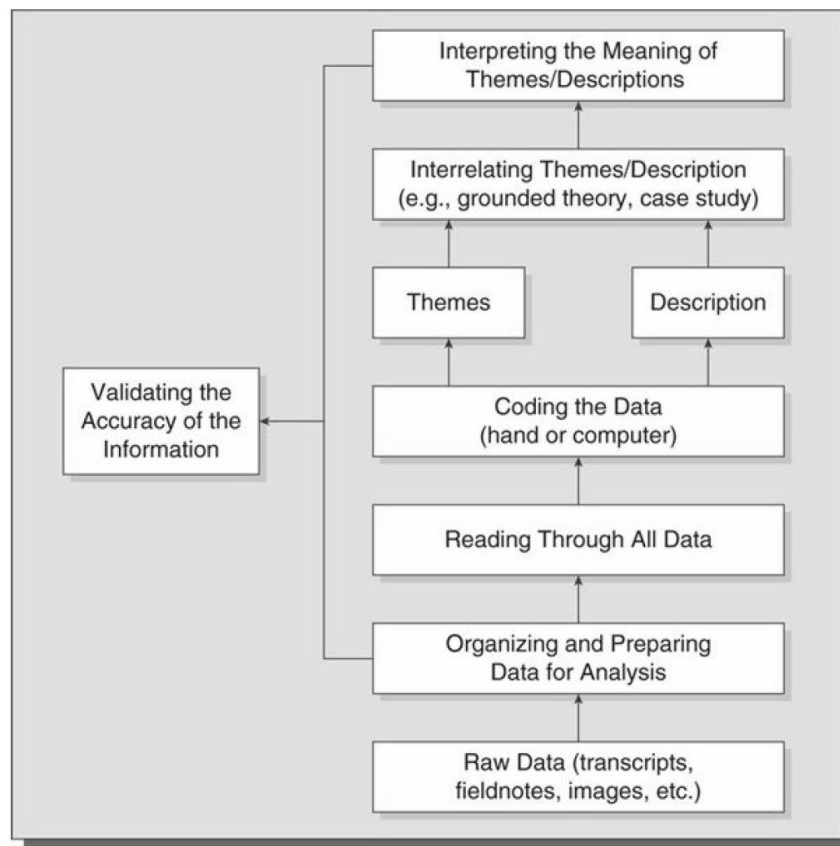 Interpreting the Meaning of
Themes/Descriptions
Interrelating Themes/Description
(e.g., grounded theory, case study)
Themes
Description
Validating the
Accuracy of the
Information
Coding the Data
(hand or computer)
Reading Through All Data
Organizing and Preparing
Data for Analysis
Raw Data (transcripts,
fieldnotes, images, etc.)